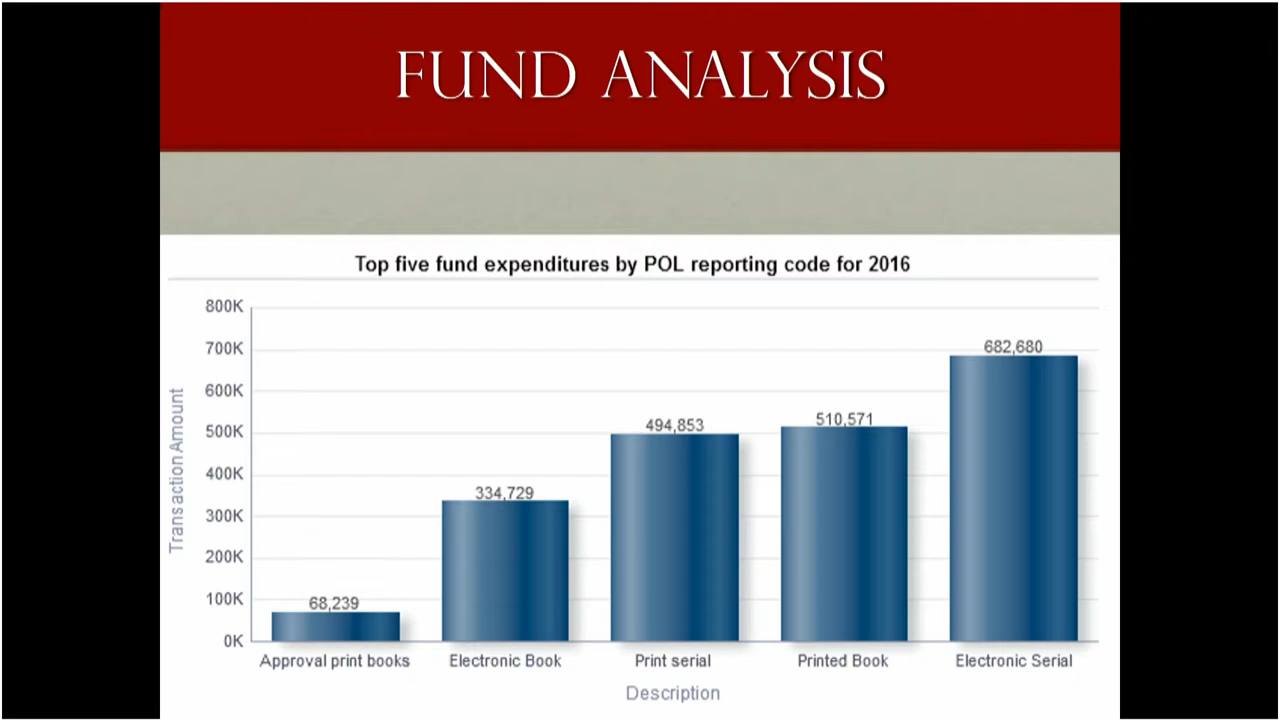 FUND ANALYSIS
Top five fund expenditures by POL reporting code for 2016
800K
700K
600K
500K
400K
300K
200K
100K
0K
Transaction Amount
68,239
334,729
494,853
510,571
682,680
Approval print books
Electronic Book
Print serial
Printed Book
Electronic Serial
Description